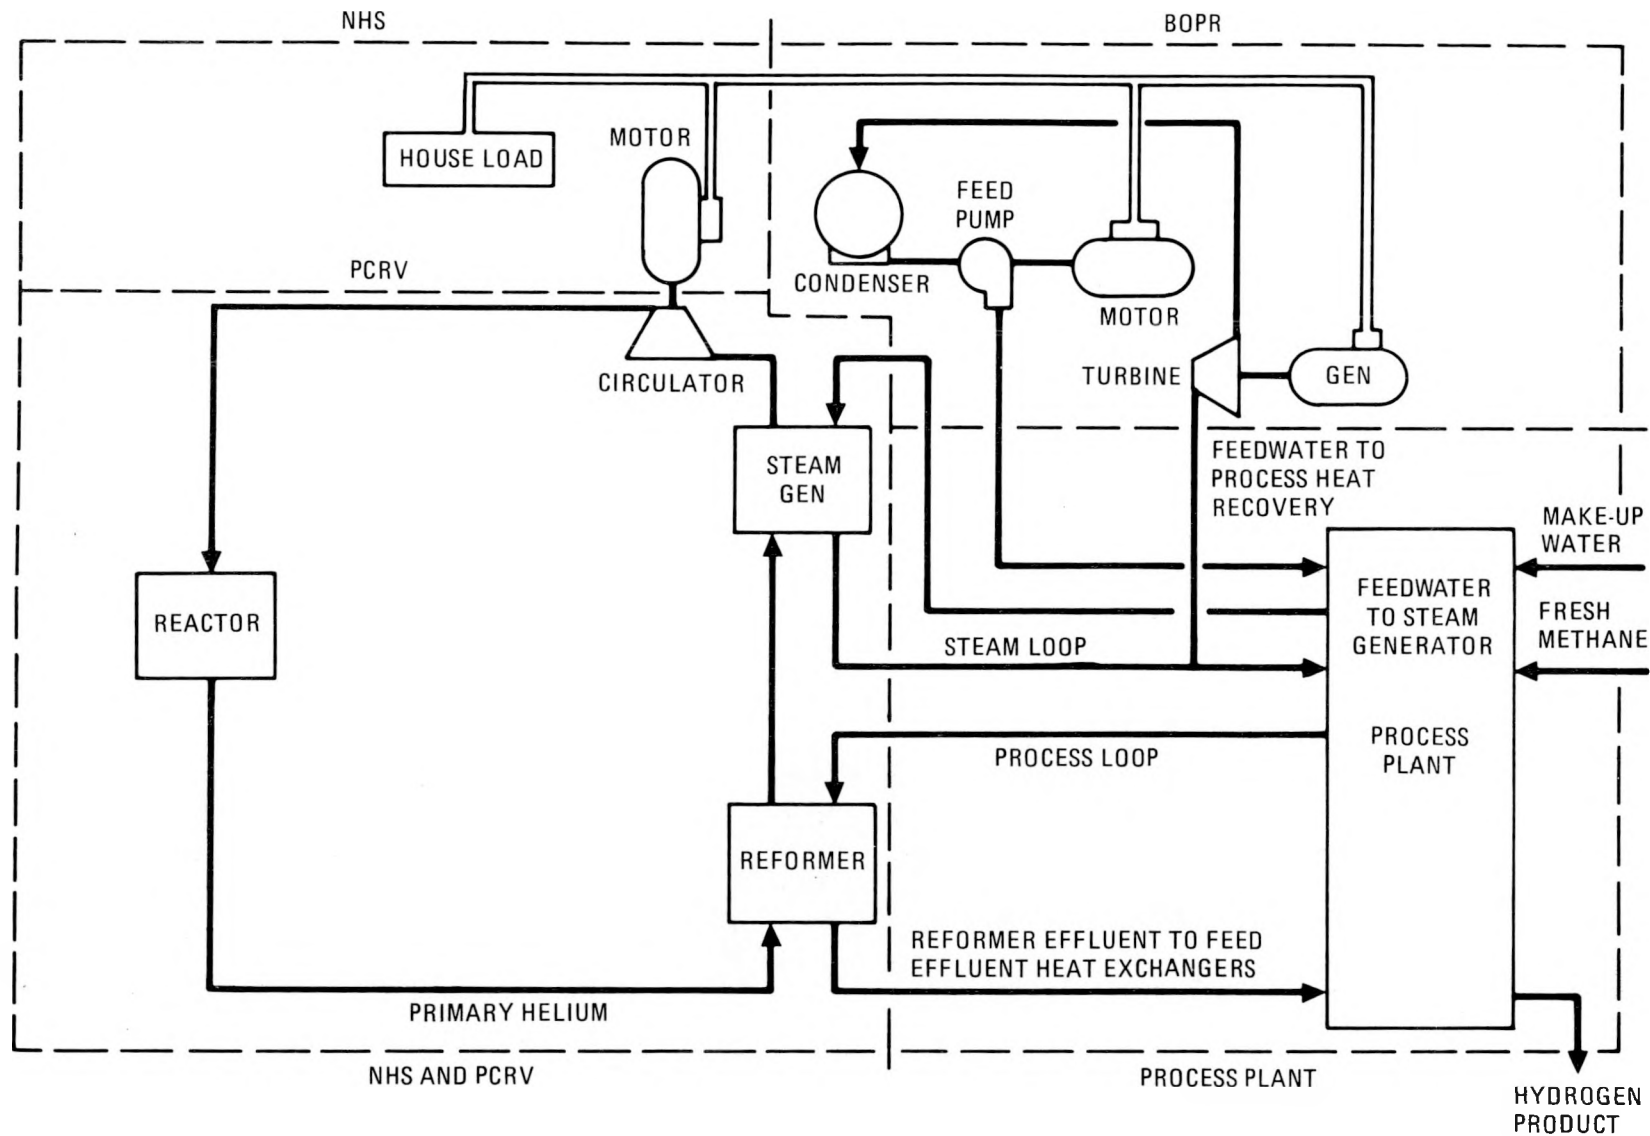 NHS
BOPR
HOUSE LOAD
MOTOR
FEED
PUMP
PCRV
CONDENSER
MOTOR
CIRCULATOR
TURBINE
GEN
STEAM
GEN
FEEDWATER TO
PROCESS HEAT
RECOVERY
MAKE-UP
WATER
REACTOR
FEEDWATER
TO STEAM
GENERATOR
FRESH
METHANE
STEAM LOOP
PROCESS LOOP
PROCESS
PLANT
REFORMER
REFORMER EFFLUENT TO FEED
EFFLUENT HEAT EXCHANGERS
PRIMARY HELIUM
NHS AND PCRV
PROCESS PLANT
HYDROGEN
PRODUCT